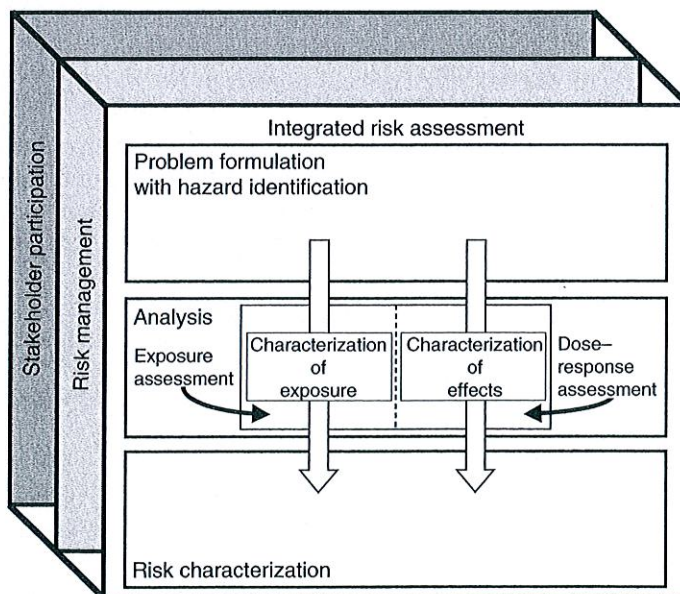 Stakeholder participation
Risk management
Integrated risk assessment
Problem formulation
with hazard identification
Analysis
Exposure
assessment
Characterization
of
exposure
Characterization
of
effects
Dose–
response
assessment
Risk characterization